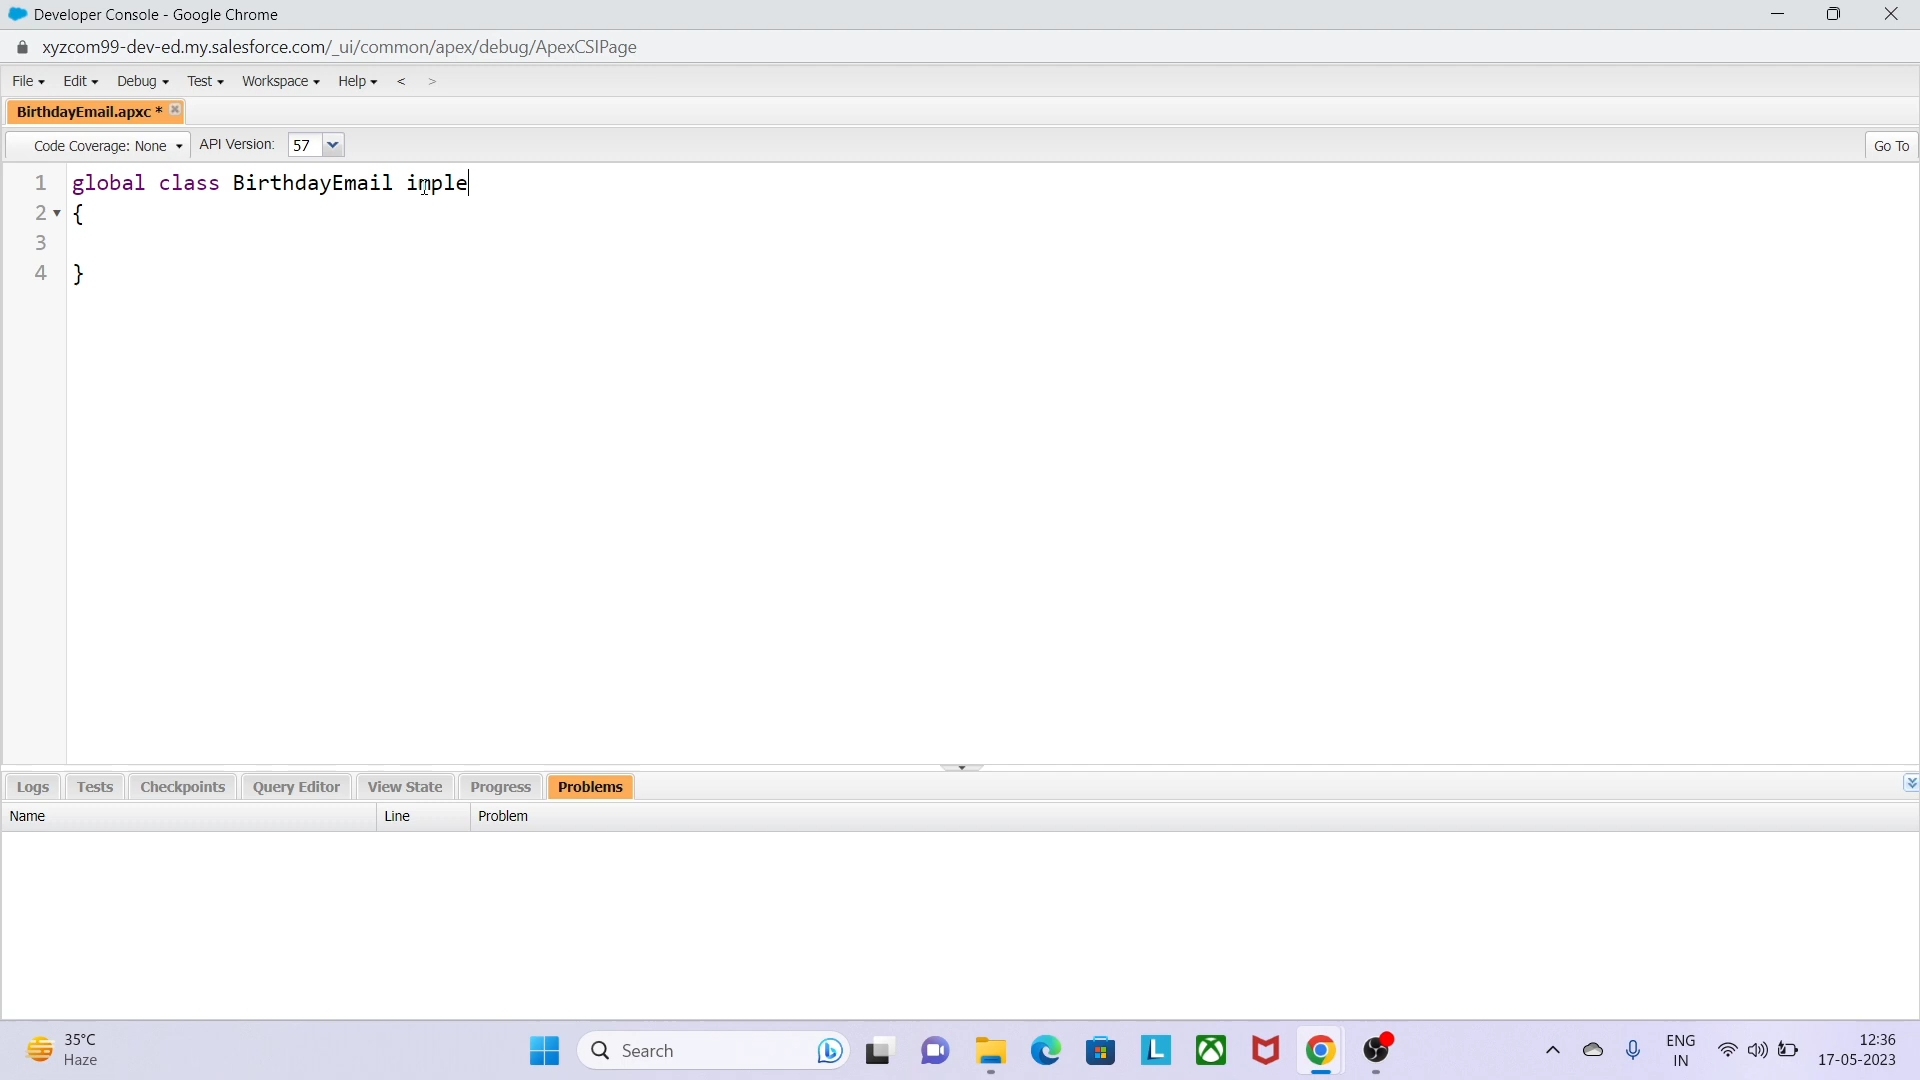 Developer Console - Google Chrome
xyzcom99-dev-ed.my.salesforce.com/_ui/common/apex/debug/ApexCSIPage
File Edit Debug Test Workspace Help < >
BirthdayEmail.apxc *
Code Coverage: None API Version: 57 Go To
1 global class BirthdayEmail imple
2 {
3
4 }
Logs Tests Checkpoints Query Editor View State Progress Problems
Name Line Problem
35°C
Haze
Search
L
ENG
IN
12:36
17-05-2023